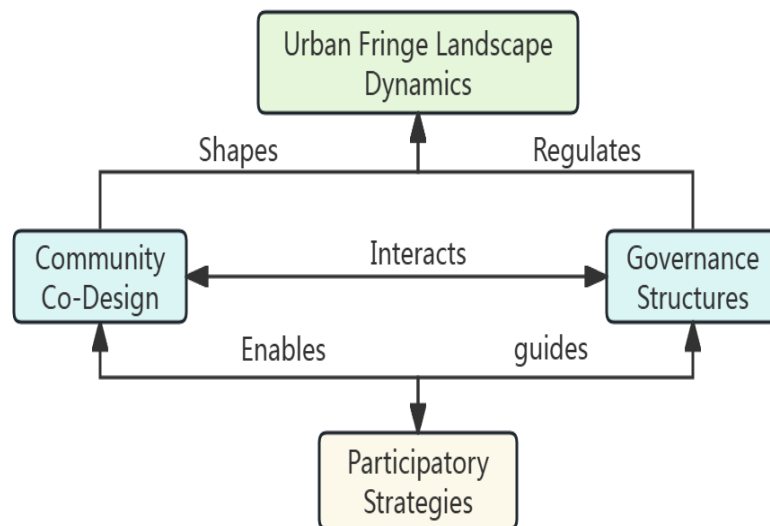 Urban Fringe Landscape
Dynamics
Shapes
Regulates
Community
Co-Design
Interacts
Governance
Structures
Enables
guides
Participatory
Strategies